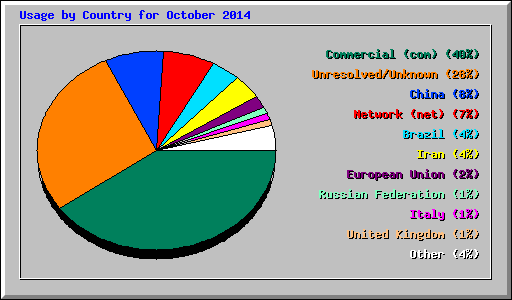 Usage by Country for October 2014
Commercial (com) (40%)
Unresolved/Unknown (28%)
China (8%)
Network (net) (7%)
Brazil (4%)
Iran (4%)
European Union (2%)
Russian Federation (1%)
Italy (1%)
United Kingdom (1%)
Other (4%)